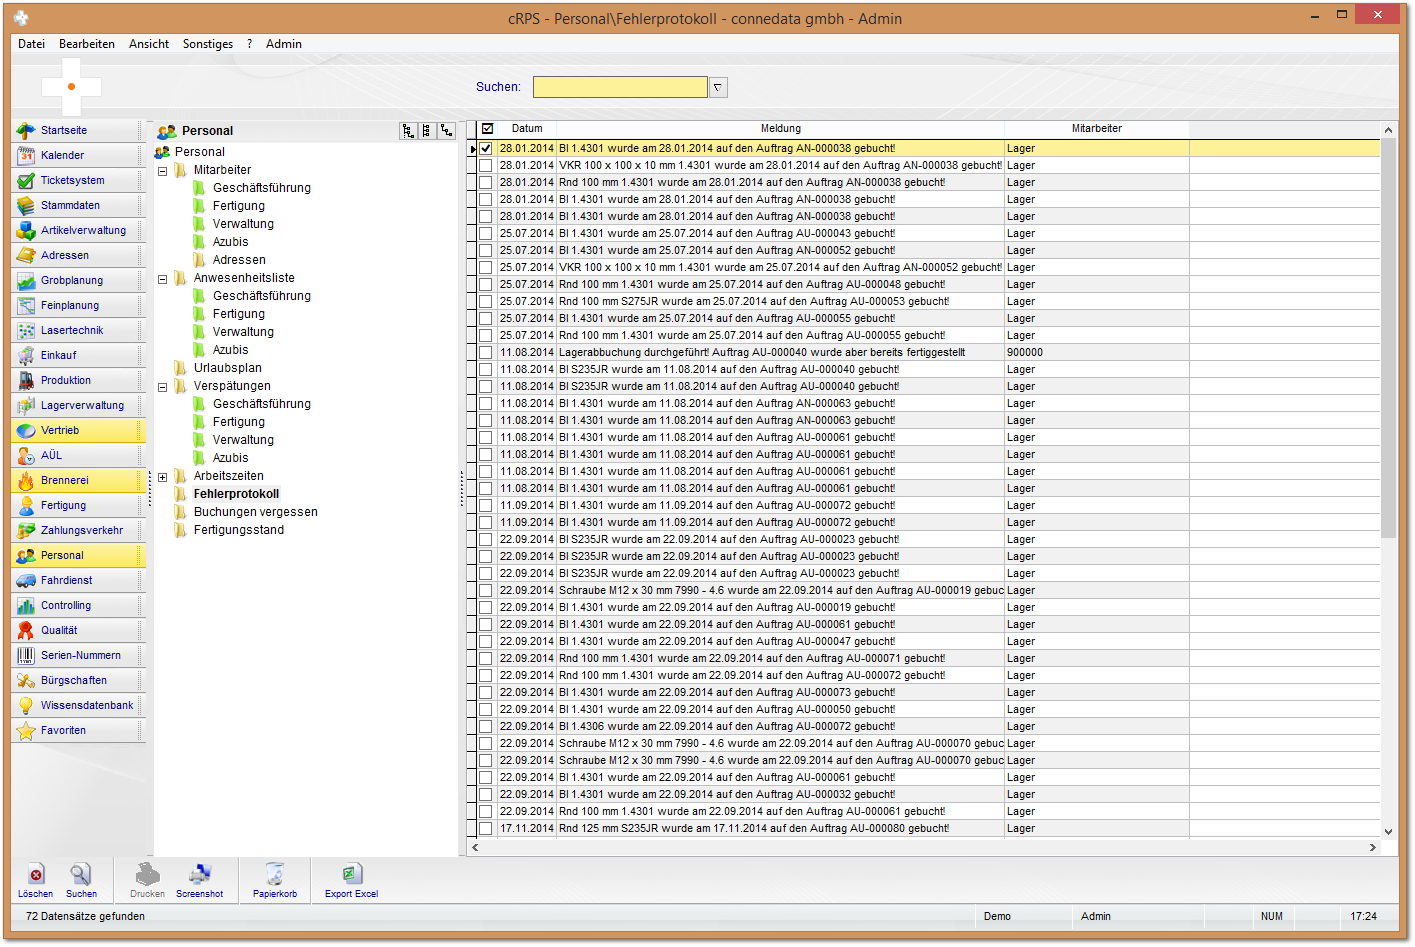 cRPS - Personal\Fehlerprotokoll - connedata gmbh - Admin
Datei Bearbeiten Ansicht Sonstiges ? Admin
Suchen:
Startseite
Kalender
Ticketsystem
Stammdaten
Artikelverwaltung
Adressen
Grobplanung
Feinplanung
Lasertechnik
Einkauf
Produktion
Lagerverwaltung
Vertrieb
AÜL
Brennerei
Fertigung
Zahlungsverkehr
Personal
Fahrdienst
Controlling
Qualität
Serien-Nummern
Bürgschaften
Wissensdatenbank
Favoriten
Personal
Personal
Mitarbeiter
Geschäftsführung
Fertigung
Verwaltung
Azubis
Adressen
Anwesenheitsliste
Geschäftsführung
Fertigung
Verwaltung
Azubis
Urlaubsplan
Verspätungen
Geschäftsführung
Fertigung
Verwaltung
Azubis
Arbeitszeiten
Fehlerprotokoll
Buchungen vergessen
Fertigungsstand
Datum Meldung Mitarbeiter
28.01.2014 Bl 1.4301 wurde am 28.01.2014 auf den Auftrag AN-000038 gebucht! Lager
28.01.2014 VKR 100 x 100 x 10 mm 1.4301 wurde am 28.01.2014 auf den Auftrag AN-000038 gebucht! Lager
28.01.2014 Rnd 100 mm 1.4301 wurde am 28.01.2014 auf den Auftrag AN-000038 gebucht! Lager
28.01.2014 Bl 1.4301 wurde am 28.01.2014 auf den Auftrag AN-000038 gebucht! Lager
28.01.2014 Bl 1.4301 wurde am 28.01.2014 auf den Auftrag AN-000038 gebucht! Lager
25.07.2014 Bl 1.4301 wurde am 25.07.2014 auf den Auftrag AU-000043 gebucht! Lager
25.07.2014 Bl 1.4301 wurde am 25.07.2014 auf den Auftrag AN-000052 gebucht! Lager
25.07.2014 VKR 100 x 100 x 10 mm 1.4301 wurde am 25.07.2014 auf den Auftrag AN-000052 gebucht! Lager
25.07.2014 Rnd 100 mm 1.4301 wurde am 25.07.2014 auf den Auftrag AU-000048 gebucht! Lager
25.07.2014 Rnd 100 mm S275JR wurde am 25.07.2014 auf den Auftrag AU-000053 gebucht! Lager
25.07.2014 Bl 1.4301 wurde am 25.07.2014 auf den Auftrag AU-000055 gebucht! Lager
25.07.2014 Rnd 100 mm 1.4301 wurde am 25.07.2014 auf den Auftrag AU-000055 gebucht! Lager
11.08.2014 Lagerabbuchung durchgeführt! Auftrag AU-000040 wurde aber bereits fertiggestellt 900000
11.08.2014 Bl S235JR wurde am 11.08.2014 auf den Auftrag AU-000040 gebucht! Lager
11.08.2014 Bl S235JR wurde am 11.08.2014 auf den Auftrag AU-000040 gebucht! Lager
11.08.2014 Bl 1.4301 wurde am 11.08.2014 auf den Auftrag AN-000063 gebucht! Lager
11.08.2014 Bl 1.4301 wurde am 11.08.2014 auf den Auftrag AN-000063 gebucht! Lager
11.08.2014 Bl 1.4301 wurde am 11.08.2014 auf den Auftrag AU-000061 gebucht! Lager
11.08.2014 Bl 1.4301 wurde am 11.08.2014 auf den Auftrag AU-000061 gebucht! Lager
11.08.2014 Bl 1.4301 wurde am 11.08.2014 auf den Auftrag AU-000061 gebucht! Lager
11.08.2014 Bl 1.4301 wurde am 11.08.2014 auf den Auftrag AU-000061 gebucht! Lager
11.09.2014 Bl 1.4301 wurde am 11.09.2014 auf den Auftrag AU-000072 gebucht! Lager
11.09.2014 Bl 1.4301 wurde am 11.09.2014 auf den Auftrag AU-000072 gebucht! Lager
22.09.2014 Bl S235JR wurde am 22.09.2014 auf den Auftrag AU-000023 gebucht! Lager
22.09.2014 Bl S235JR wurde am 22.09.2014 auf den Auftrag AU-000023 gebucht! Lager
22.09.2014 Bl S235JR wurde am 22.09.2014 auf den Auftrag AU-000023 gebucht! Lager
22.09.2014 Schraube M12 x 30 mm 7990 - 4.6 wurde am 22.09.2014 auf den Auftrag AU-000019 gebuc Lager
22.09.2014 Bl 1.4301 wurde am 22.09.2014 auf den Auftrag AU-000019 gebucht! Lager
22.09.2014 Bl 1.4301 wurde am 22.09.2014 auf den Auftrag AU-000061 gebucht! Lager
22.09.2014 Bl 1.4301 wurde am 22.09.2014 auf den Auftrag AU-000047 gebucht! Lager
22.09.2014 Rnd 100 mm 1.4301 wurde am 22.09.2014 auf den Auftrag AU-000071 gebucht! Lager
22.09.2014 Rnd 100 mm 1.4301 wurde am 22.09.2014 auf den Auftrag AU-000072 gebucht! Lager
22.09.2014 Bl 1.4301 wurde am 22.09.2014 auf den Auftrag AU-000073 gebucht! Lager
22.09.2014 Bl 1.4301 wurde am 22.09.2014 auf den Auftrag AU-000050 gebucht! Lager
22.09.2014 Bl 1.4306 wurde am 22.09.2014 auf den Auftrag AU-000072 gebucht! Lager
22.09.2014 Schraube M12 x 30 mm 7990 - 4.6 wurde am 22.09.2014 auf den Auftrag AU-000070 gebuc Lager
22.09.2014 Schraube M12 x 30 mm 7990 - 4.6 wurde am 22.09.2014 auf den Auftrag AU-000070 gebuc Lager
22.09.2014 Bl 1.4301 wurde am 22.09.2014 auf den Auftrag AU-000061 gebucht! Lager
22.09.2014 Bl 1.4301 wurde am 22.09.2014 auf den Auftrag AU-000032 gebucht! Lager
22.09.2014 Rnd 100 mm 1.4301 wurde am 22.09.2014 auf den Auftrag AU-000061 gebucht! Lager
17.11.2014 Rnd 125 mm S235JR wurde am 17.11.2014 auf den Auftrag AU-000080 gebucht! Lager
Löschen Suchen Drucken Screenshot Papierkorb Export Excel
72 Datensätze gefunden Demo Admin NUM 17:24